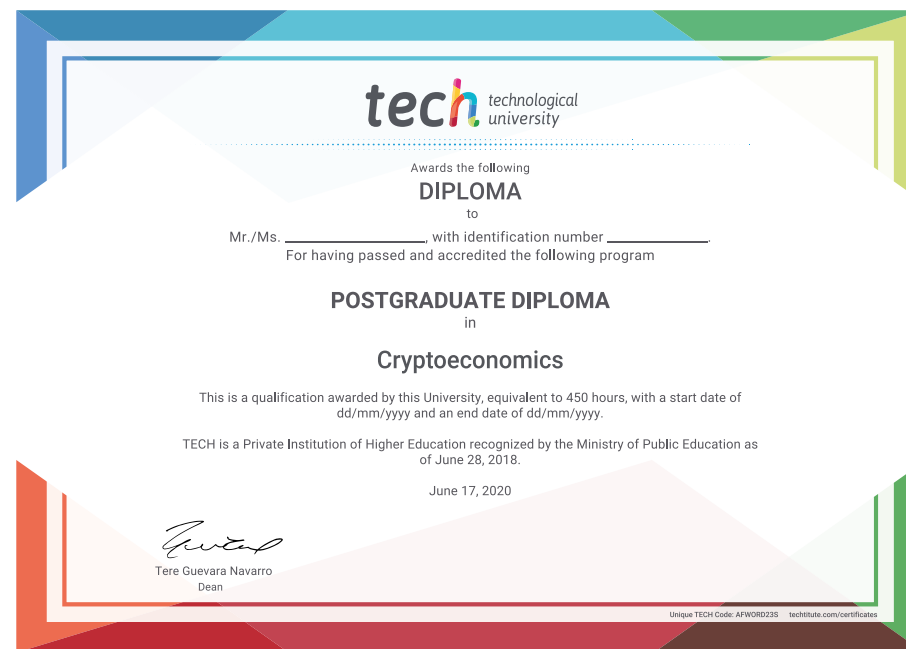 tech technological
university
Awards the following
DIPLOMA
to
Mr./Ms. ____________________, with identification number ______________.
For having passed and accredited the following program
POSTGRADUATE DIPLOMA
in
Cryptoeconomics
This is a qualification awarded by this University, equivalent to 450 hours, with a start date of
dd/mm/yyyy and an end date of dd/mm/yyyy.
TECH is a Private Institution of Higher Education recognized by the Ministry of Public Education as
of June 28, 2018.
June 17, 2020
Tere Guevara Navarro
Dean
Unique TECH Code: AFWORD23S techtitute.com/certificates